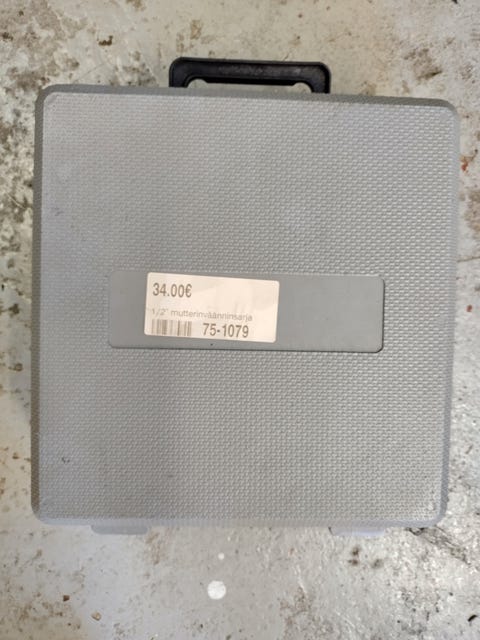 34.00€
1/2" mutterinväänninsarja
75-1079